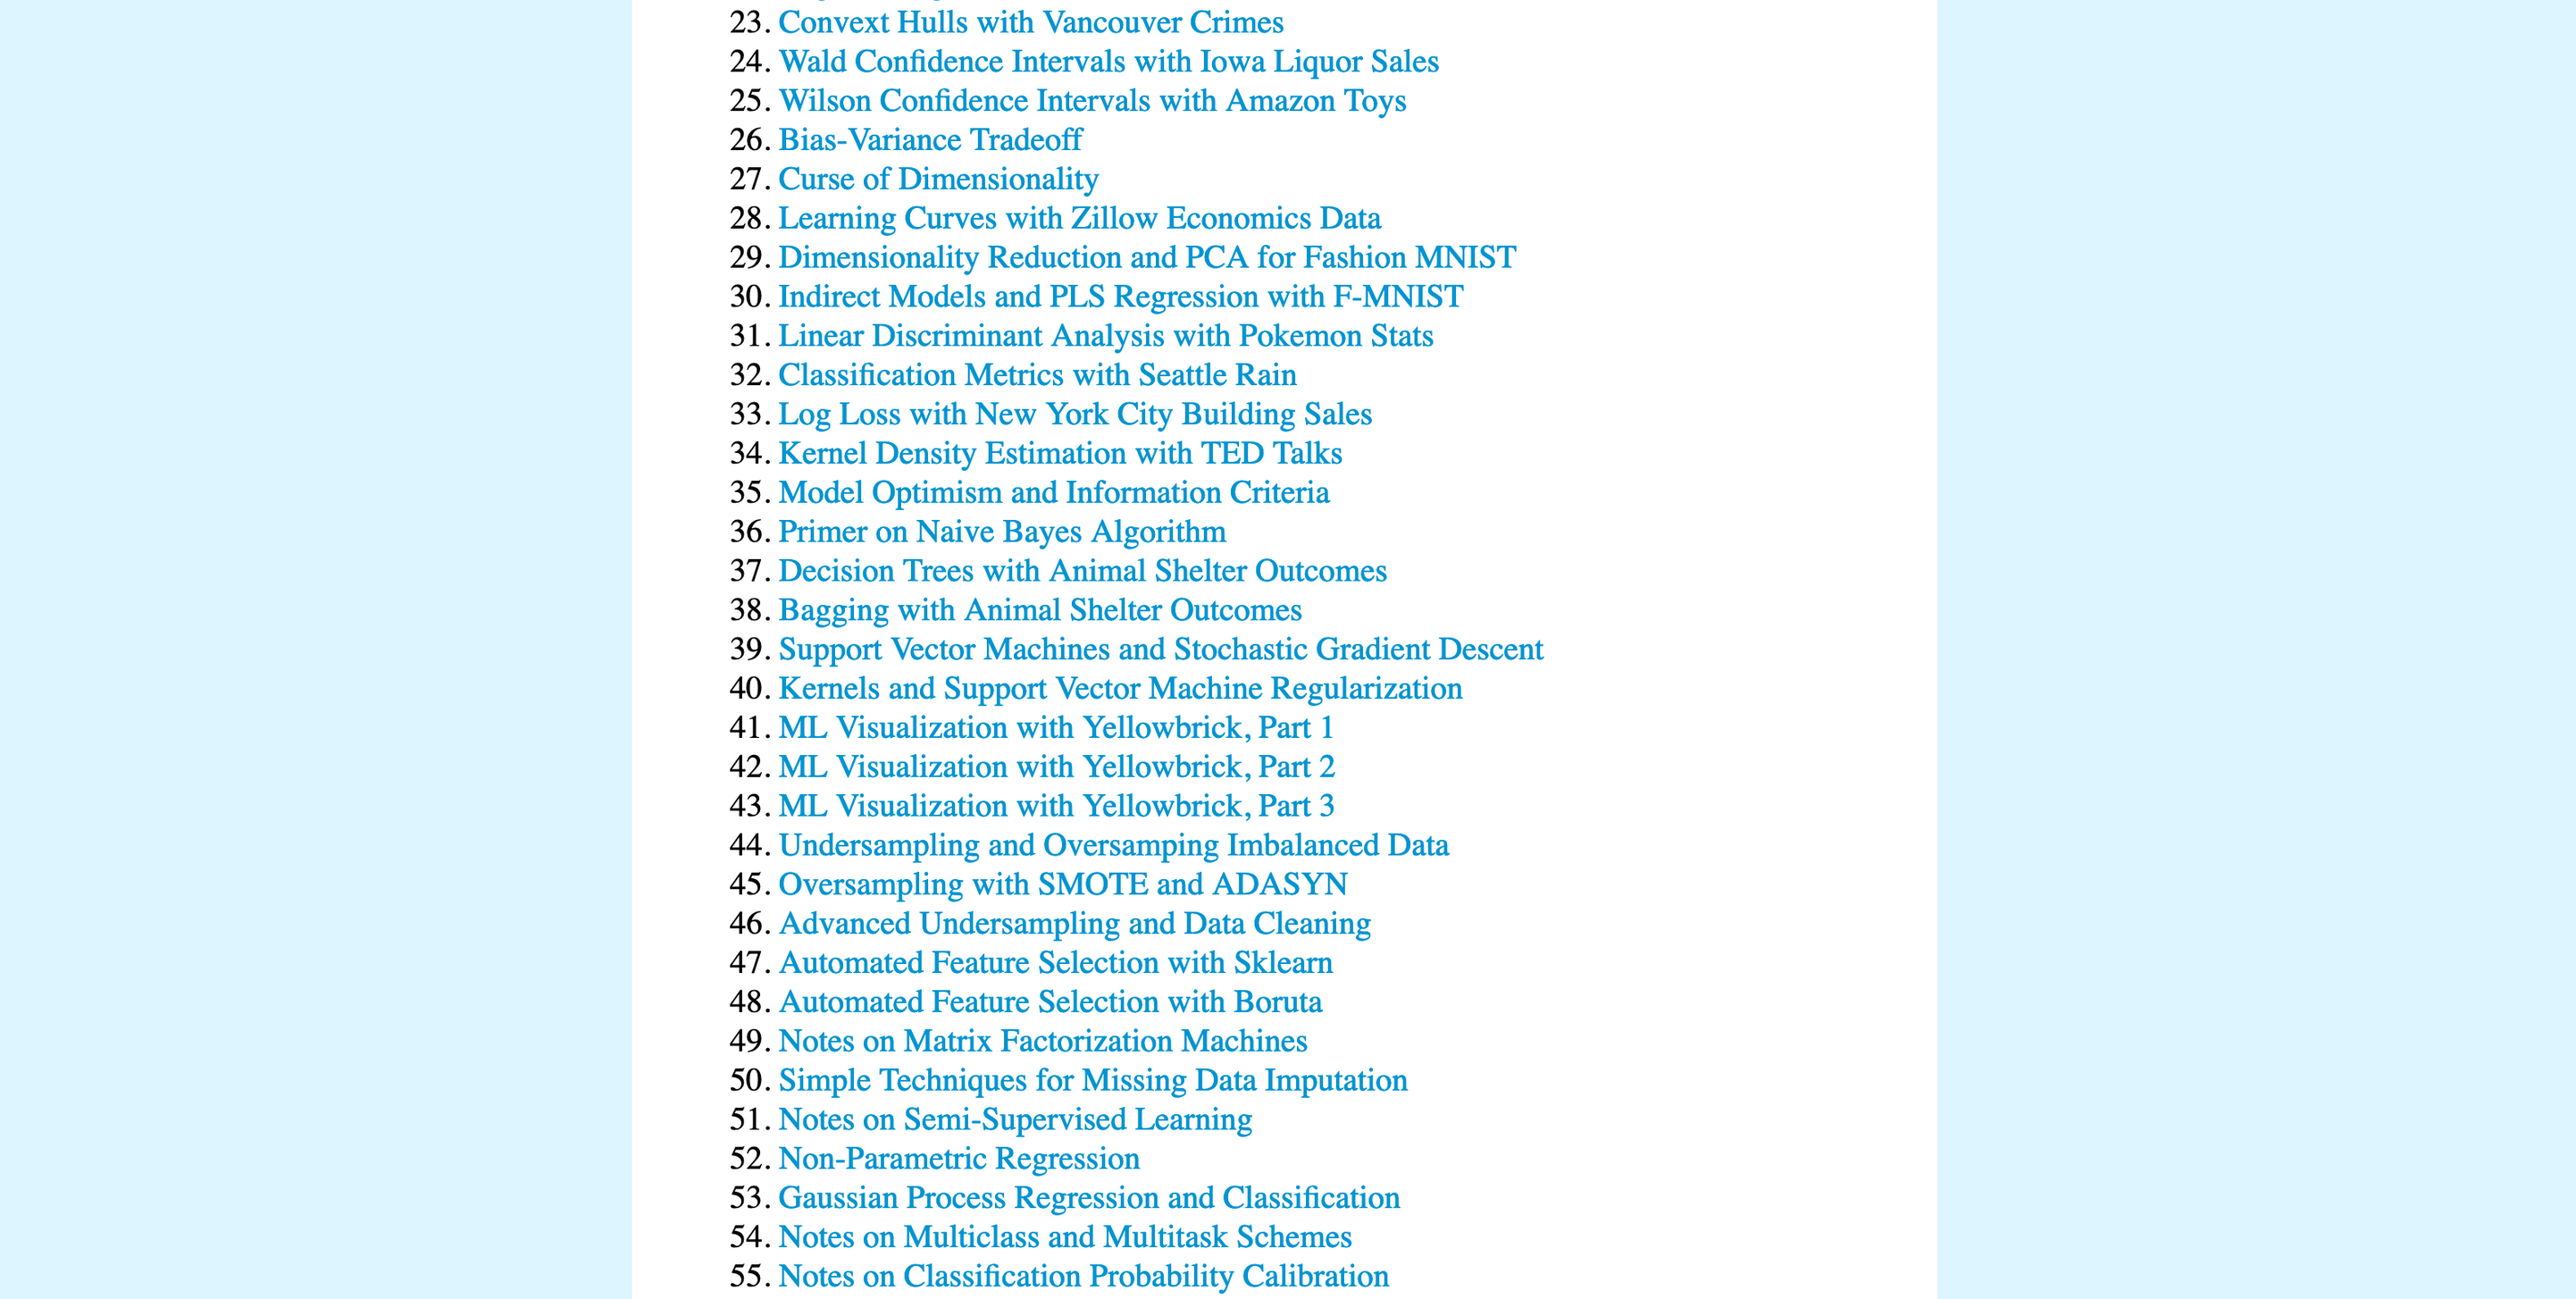 23. Convext Hulls with Vancouver Crimes
24. Wald Confidence Intervals with Iowa Liquor Sales
25. Wilson Confidence Intervals with Amazon Toys
26. Bias-Variance Tradeoff
27. Curse of Dimensionality
28. Learning Curves with Zillow Economics Data
29. Dimensionality Reduction and PCA for Fashion MNIST
30. Indirect Models and PLS Regression with F-MNIST
31. Linear Discriminant Analysis with Pokemon Stats
32. Classification Metrics with Seattle Rain
33. Log Loss with New York City Building Sales
34. Kernel Density Estimation with TED Talks
35. Model Optimism and Information Criteria
36. Primer on Naive Bayes Algorithm
37. Decision Trees with Animal Shelter Outcomes
38. Bagging with Animal Shelter Outcomes
39. Support Vector Machines and Stochastic Gradient Descent
40. Kernels and Support Vector Machine Regularization
41. ML Visualization with Yellowbrick, Part 1
42. ML Visualization with Yellowbrick, Part 2
43. ML Visualization with Yellowbrick, Part 3
44. Undersampling and Oversamping Imbalanced Data
45. Oversampling with SMOTE and ADASYN
46. Advanced Undersampling and Data Cleaning
47. Automated Feature Selection with Sklearn
48. Automated Feature Selection with Boruta
49. Notes on Matrix Factorization Machines
50. Simple Techniques for Missing Data Imputation
51. Notes on Semi-Supervised Learning
52. Non-Parametric Regression
53. Gaussian Process Regression and Classification
54. Notes on Multiclass and Multitask Schemes
55. Notes on Classification Probability Calibration